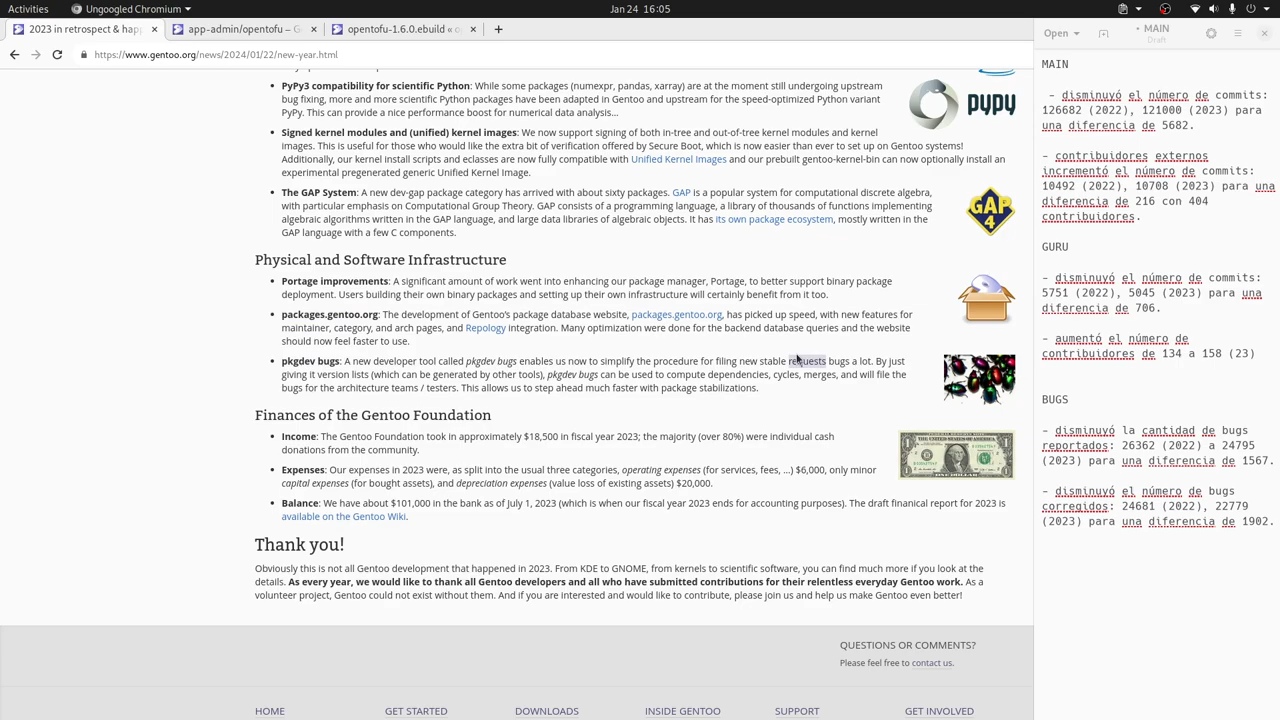 Activities
Ungoogled Chromium
Jan 24 16:05
2023 in retrospect & hap
app-admin/opentofu – G
opentofu-1.6.0.ebuild « o
https://www.gentoo.org/news/2024/01/22/new-year.html
PyPy3 compatibility for scientific Python: While some packages (numexpr, pandas, xarray) are at the moment still undergoing upstream
bug fixing, more and more scientific Python packages have been adapted in Gentoo and upstream for the speed-optimized Python variant
PyPy. This can provide a nice performance boost for numerical data analysis…
pypy
Signed kernel modules and (unified) kernel images: We now support signing of both in-tree and out-of-tree kernel modules and kernel
images. This is useful for those who would like the extra bit of verification offered by Secure Boot, which is now easier than ever to set up on Gentoo systems!
Additionally, our kernel install scripts and eclasses are now fully compatible with Unified Kernel Images and our prebuilt gentoo-kernel-bin can now optionally install an
experimental pregenerated generic Unified Kernel Image.
The GAP System: A new dev-gap package category has arrived with about sixty packages. GAP is a popular system for computational discrete algebra,
with particular emphasis on Computational Group Theory. GAP consists of a programming language, a library of thousands of functions implementing
algebraic algorithms written in the GAP language, and large data libraries of algebraic objects. It has its own package ecosystem, mostly written in the
GAP language with a few C components.
GAP
4
Physical and Software Infrastructure
Portage improvements: A significant amount of work went into enhancing our package manager, Portage, to better support binary package
deployment. Users building their own binary packages and setting up their own infrastructure will certainly benefit from it too.
packages.gentoo.org: The development of Gentoo’s package database website, packages.gentoo.org, has picked up speed, with new features for
maintainer, category, and arch pages, and Repology integration. Many optimization were done for the backend database queries and the website
should now feel faster to use.
pkgdev bugs: A new developer tool called pkgdev bugs enables us now to simplify the procedure for filing new stable requests bugs a lot. By just
giving it version lists (which can be generated by other tools), pkgdev bugs can be used to compute dependencies, cycles, merges, and will file the
bugs for the architecture teams / testers. This allows us to step ahead much faster with package stabilizations.
Finances of the Gentoo Foundation
Income: The Gentoo Foundation took in approximately $18,500 in fiscal year 2023; the majority (over 80%) were individual cash
donations from the community.
Expenses: Our expenses in 2023 were, as split into the usual three categories, operating expenses (for services, fees, …) $6,000, only minor
capital expenses (for bought assets), and depreciation expenses (value loss of existing assets) $20,000.
Balance: We have about $101,000 in the bank as of July 1, 2023 (which is when our fiscal year 2023 ends for accounting purposes). The draft finanical report for 2023 is
available on the Gentoo Wiki.
Thank you!
Obviously this is not all Gentoo development that happened in 2023. From KDE to GNOME, from kernels to scientific software, you can find much more if you look at the
details. As every year, we would like to thank all Gentoo developers and all who have submitted contributions for their relentless everyday Gentoo work. As a
volunteer project, Gentoo could not exist without them. And if you are interested and would like to contribute, please join us and help us make Gentoo even better!
QUESTIONS OR COMMENTS?
Please feel free to contact us.
HOME
GET STARTED
DOWNLOADS
INSIDE GENTOO
SUPPORT
GET INVOLVED
Open
• MAIN
Draft
MAIN
- disminuyó el número de commits:
126682 (2022), 121000 (2023) para
una diferencia de 5682.
- contribuidores externos
incrementó el número de commits:
10492 (2022), 10708 (2023) para una
diferencia de 216 con 404
contribuidores.
GURU
- disminuyó el número de commits:
5751 (2022), 5045 (2023) para una
diferencia de 706.
- aumentó el número de
contribuidores de 134 a 158 (23)
BUGS
- disminuyó la cantidad de bugs
reportados: 26362 (2022) a 24795
(2023) para una diferencia de 1567.
- disminuyó el número de bugs
corregidos: 24681 (2022), 22779
(2023) para una diferencia de 1902.